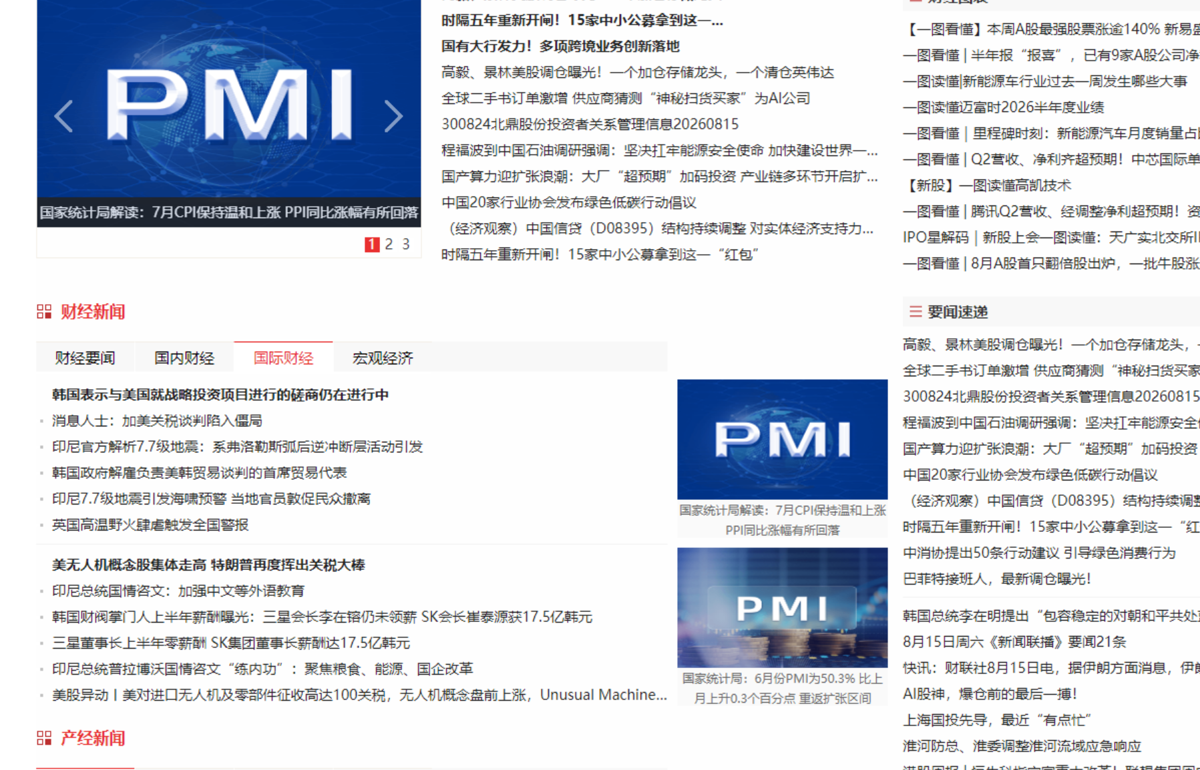 PMI
国家统计局解读：7月CPI保持温和上涨 PPI同比涨幅有所回落
1 2 3
时隔五年重新开闸！15家中小公募拿到这一...
国有大行发力！多项跨境业务创新落地
高毅、景林美股调仓曝光！一个加仓存储龙头，一个清仓英伟达
全球二手书订单激增 供应商猜测“神秘扫货买家”为AI公司
300824北鼎股份投资者关系管理信息20260815
程福波到中国石油调研强调：坚决扛牢能源安全使命 加快建设世界一...
国产算力迎扩张浪潮：大厂“超预期”加码投资 产业链多环节开启扩...
中国20家行业协会发布绿色低碳行动倡议
（经济观察）中国信贷（D08395）结构持续调整 对实体经济支持力...
时隔五年重新开闸！15家中小公募拿到这一“红包”
财经新闻
财经要闻 国内财经 国际财经 宏观经济
韩国表示与美国就战略投资项目进行的磋商仍在进行中
消息人士：加美关税谈判陷入僵局
印尼官方解析7.7级地震：系弗洛勒斯弧后逆冲断层活动引发
韩国政府解雇负责美韩贸易谈判的首席贸易代表
印尼7.7级地震引发海啸预警 当地官员敦促民众撤离
英国高温野火肆虐触发全国警报
美无人机概念股集体走高 特朗普再度挥出关税大棒
印尼总统国情咨文：加强中文等外语教育
韩国财阀掌门人上半年薪酬曝光：三星会长李在镕仍未领薪 SK会长崔泰源获17.5亿韩元
三星董事长上半年零薪酬 SK集团董事长薪酬达17.5亿韩元
印尼总统普拉博沃国情咨文“练内功”：聚焦粮食、能源、国企改革
美股异动丨美对进口无人机及零部件征收高达100关税，无人机概念盘前上涨，Unusual Machine...
PMI
国家统计局解读：7月CPI保持温和上涨
PPI同比涨幅有所回落
PMI
国家统计局：6月份PMI为50.3% 比上
月上升0.3个百分点 重返扩张区间
产经新闻
【一图看懂】本周A股最强股票涨逾140% 新易
一图看懂 | 半年报“报喜”，已有9家A股公司净
一图读懂|新能源车行业过去一周发生哪些大事
一图读懂迈富时2026半年度业绩
一图看懂 | 里程碑时刻：新能源汽车月度销量占
一图看懂 | Q2营收、净利齐超预期！中芯国际单
【新股】一图读懂高凯技术
一图看懂 | 腾讯Q2营收、经调整净利超预期！资
IPO星解码 | 新股上会一图读懂：天广实北交所I
一图看懂 | 8月A股首只翻倍股出炉，一批牛股涨
要闻速递
高毅、景林美股调仓曝光！一个加仓存储龙头，
全球二手书订单激增 供应商猜测“神秘扫货买家
300824北鼎股份投资者关系管理信息20260815
程福波到中国石油调研强调：坚决扛牢能源安全
国产算力迎扩张浪潮：大厂“超预期”加码投资
中国20家行业协会发布绿色低碳行动倡议
（经济观察）中国信贷（D08395）结构持续调整
时隔五年重新开闸！15家中小公募拿到这一“红
中消协提出50条行动建议 引导绿色消费行为
巴菲特接班人，最新调仓曝光！
韩国总统李在明提出“包容稳定的对朝和平共处
8月15日周六《新闻联播》要闻21条
快讯：财联社8月15日电，据伊朗方面消息，伊
AI股神，爆仓前的最后一搏！
上海国投先导，最近“有点忙”
淮河防总、淮委调整淮河流域应急响应